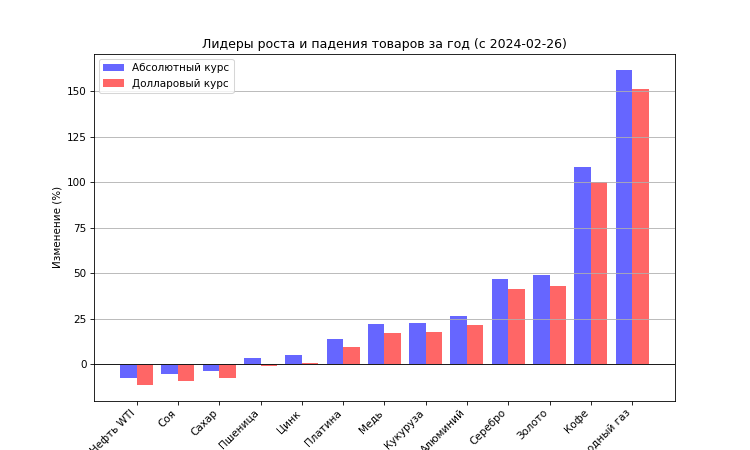 Лидеры роста и падения товаров за год (с 2024-02-26)
Абсолютный курс
Долларовый курс
Изменение (%)
150
125
100
75
50
25
0
Нефть WTI
Соя
Сахар
Пшеница
Цинк
Платина
Медь
Кукуруза
Алюминий
Серебро
Золото
Кофе
газ